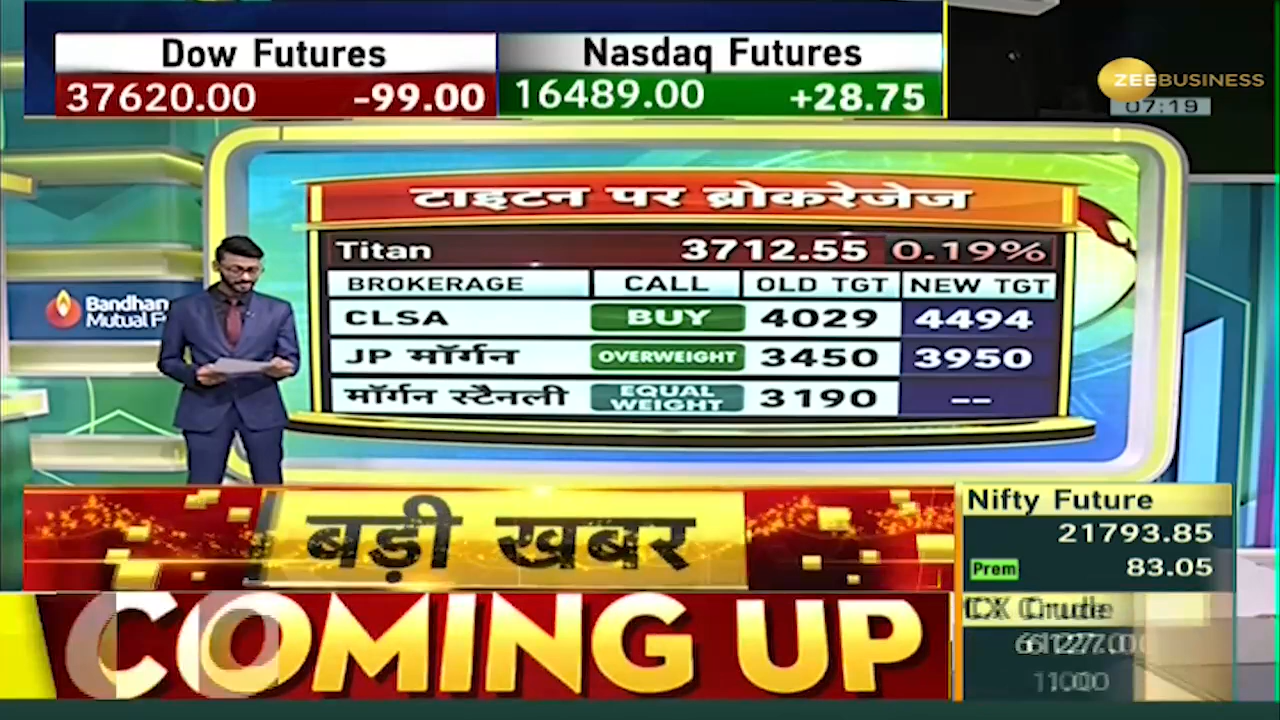 Dow Futures
37620.00 -99.00
Nasdaq Futures
16489.00 +28.75
ZEEBUSINESS
07:19
टाइटन पर ब्रोकरेजेज
Titan 3712.55 0.19%
BROKERAGE CALL OLD TGT NEW TGT
CLSA BUY 4029 4494
JP मॉर्गन OVERWEIGHT 3450 3950
मॉर्गन स्टैनली EQUAL WEIGHT 3190 --
Bandhan
Mutual F
बड़ी खबर
COMING UP
Nifty Future
21793.85
Prem 83.05
Crude